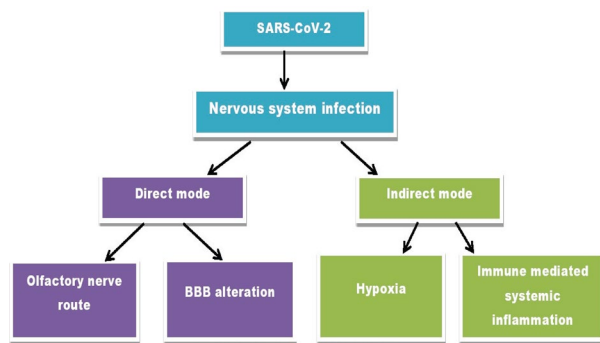 SARS-CoV-2
Nervous system infection
Direct mode
Indirect mode
Olfactory nerve
route
BBB alteration
Hypoxia
Immune mediated
systemic
inflammation